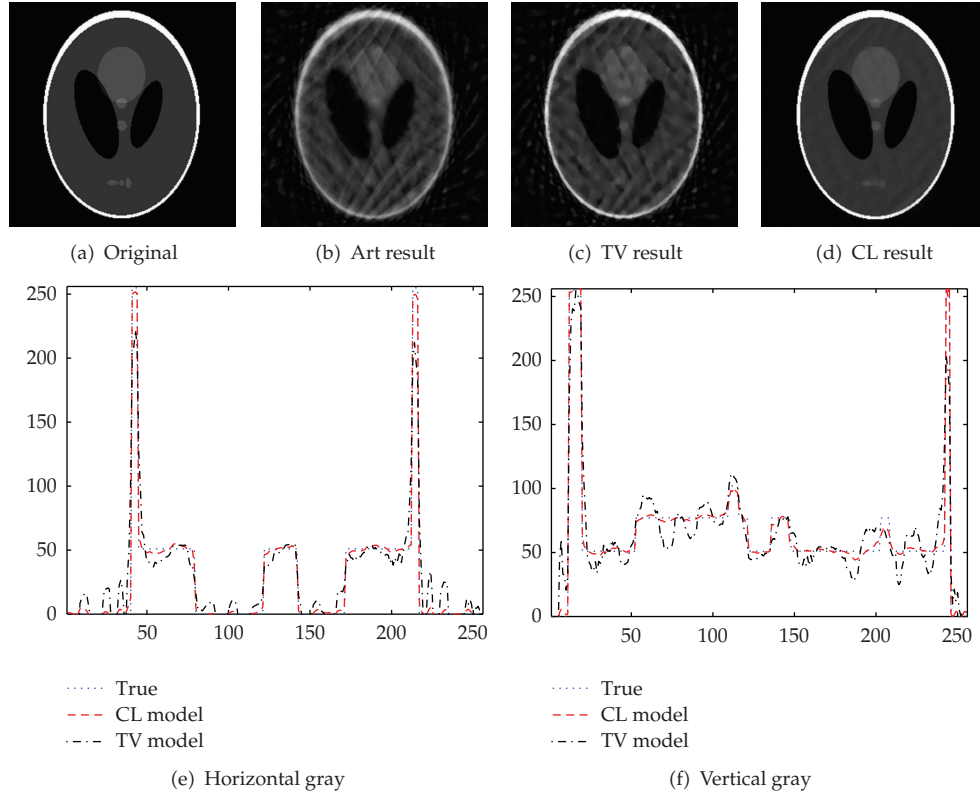 (a) Original
(b) Art result
(c) TV result
(d) CL result
250
200
150
100
50
0
50 100 150 200 250
True
CL model
TV model
(e) Horizontal gray
250
200
150
100
50
0
50 100 150 200 250
True
CL model
TV model
(f) Vertical gray